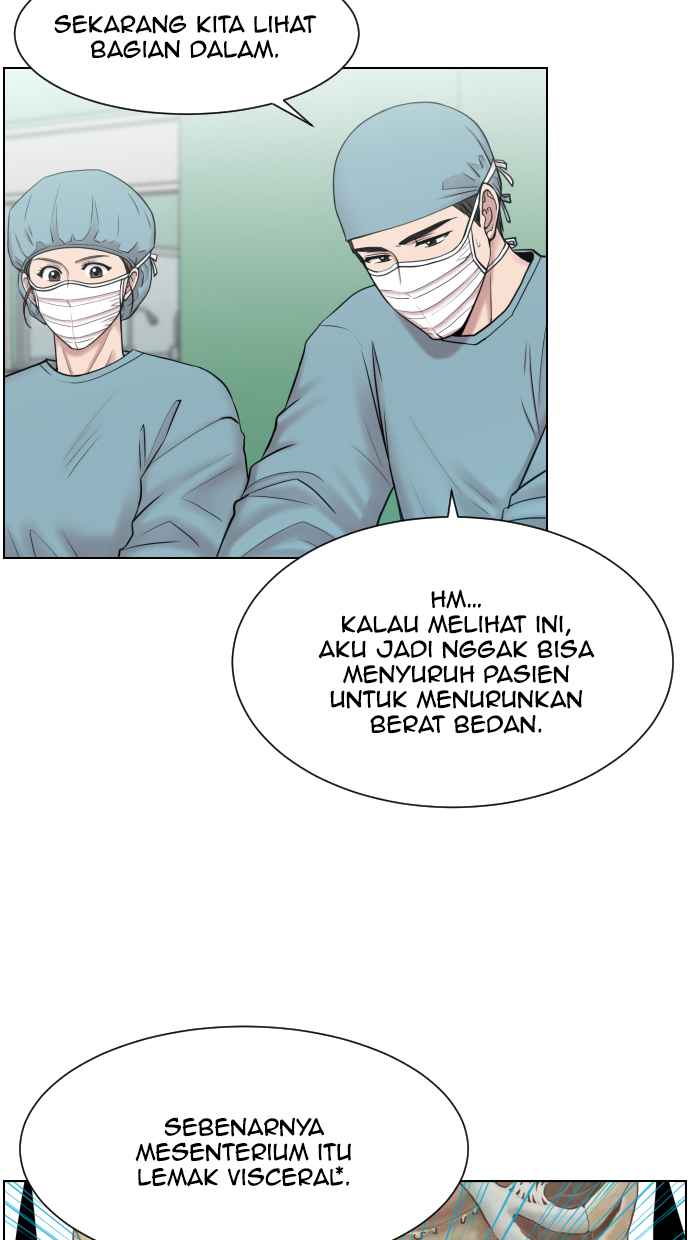 SEKARANG KITA LIHAT
BAGIAN DALAM.
HM...
KALAU MELIHAT INI,
AKU JADI NGGAK BISA
MENYURUH PASIEN
UNTUK MENURUNKAN
BERAT BEDAN.
SEBENARNYA
MESENTERIUM ITU
LEMAK VISCERAL*.